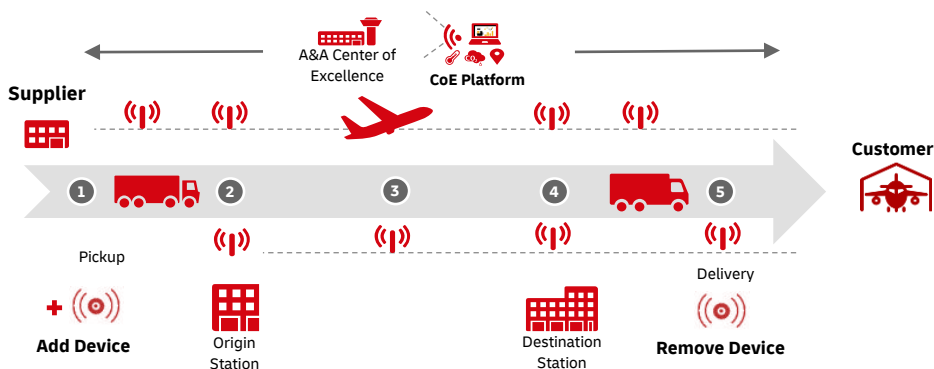 A&A Center of
Excellence
CoE Platform
Supplier
Customer
1
2
3
4
5
Pickup
Delivery
Add Device
Origin
Station
Destination
Station
Remove Device